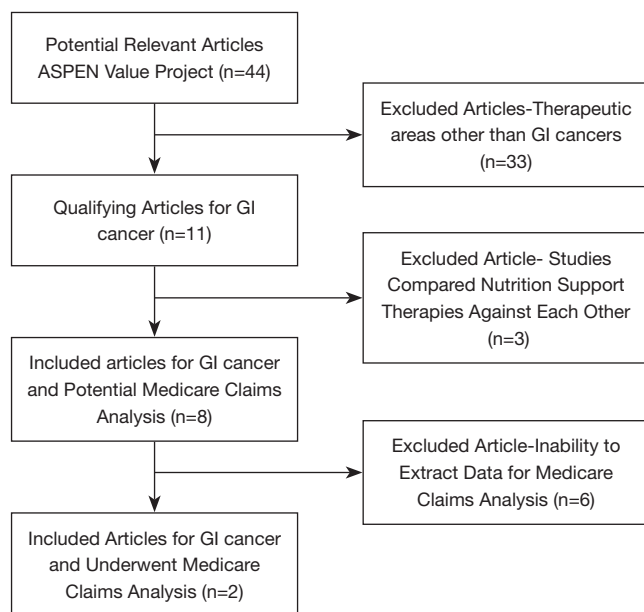 Potential Relevant Articles
ASPEN Value Project (n=44)
Excluded Articles-Therapeutic
areas other than GI cancers
(n=33)
Qualifying Articles for GI
cancer (n=11)
Excluded Article- Studies
Compared Nutrition Support
Therapies Against Each Other
(n=3)
Included articles for GI cancer
and Potential Medicare Claims
Analysis (n=8)
Excluded Article-Inability to
Extract Data for Medicare
Claims Analysis (n=6)
Included Articles for GI cancer
and Underwent Medicare
Claims Analysis (n=2)